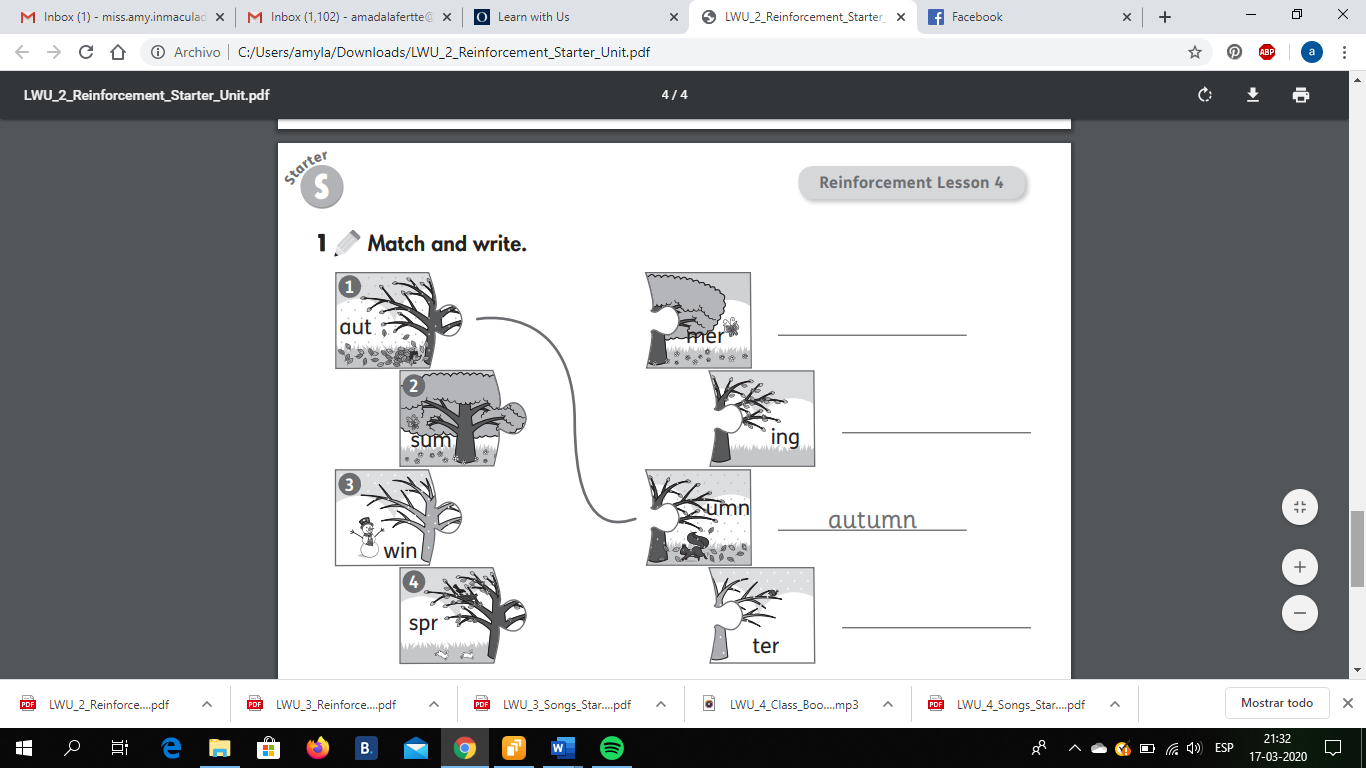 Inbox (1) - miss.amy.inmaculad
Inbox (1,102) - amadalafertte@
Learn with Us
LWU_2_Reinforcement_Starter_
Facebook
Archivo
C:/Users/amyla/Downloads/LWU_2_Reinforcement_Starter_Unit.pdf
ABP
a
LWU_2_Reinforcement_Starter_Unit.pdf
4 / 4
Starter
S
Reinforcement Lesson 4
1 Match and write.
1
aut
mer
2
sum
ing
3
win
umn
autumn
4
spr
ter
LWU_2_Reinforce....pdf
LWU_3_Reinforce....pdf
LWU_3_Songs_Star....pdf
LWU_4_Class_Boo....mp3
LWU_4_Songs_Star....pdf
Mostrar todo
ESP
21:32
17-03-2020